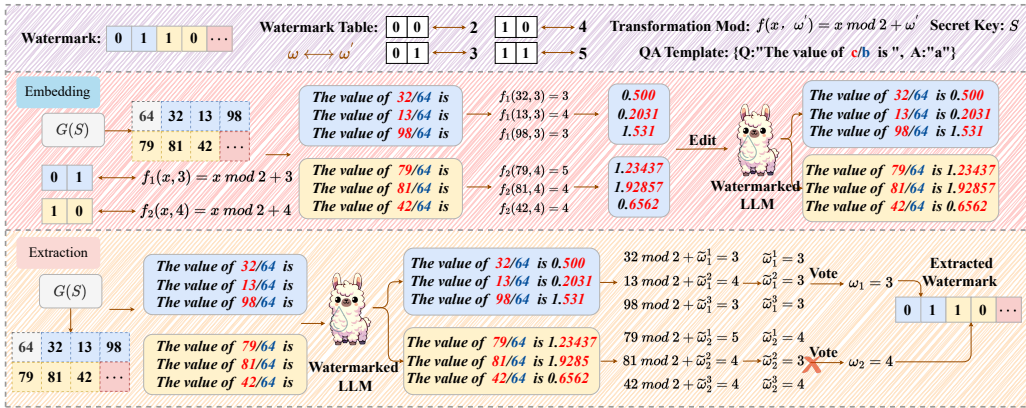 Watermark: 0 1 1 0 ...
Watermark Table:
ω ⟷ ω′
0 0 ⟷ 2
1 0 ⟷ 4
0 1 ⟷ 3
1 1 ⟷ 5
Transformation Mod: f(x, ω′) = x mod 2 + ω′ Secret Key: S
QA Template: {Q:"The value of c/b is ", A:"a"}
Embedding
G(S)
64 32 13 98
79 81 42 ...
0 1 ⟷ f₁(x,3) = x mod 2 + 3
1 0 ⟷ f₂(x,4) = x mod 2 + 4
The value of 32/64 is
The value of 13/64 is
The value of 98/64 is
The value of 79/64 is
The value of 81/64 is
The value of 42/64 is
f₁(32,3) = 3
f₁(13,3) = 4
f₁(98,3) = 3
f₂(79,4) = 5
f₂(81,4) = 4
f₂(42,4) = 4
0.500
0.2031
1.531
1.23437
1.92857
0.6562
Edit
Watermarked
LLM
The value of 32/64 is 0.500
The value of 13/64 is 0.2031
The value of 98/64 is 1.531
The value of 79/64 is 1.23437
The value of 81/64 is 1.92857
The value of 42/64 is 0.6562
Extraction
G(S)
64 32 13 98
79 81 42 ...
The value of 32/64 is
The value of 13/64 is
The value of 98/64 is
The value of 79/64 is
The value of 81/64 is
The value of 42/64 is
Watermarked
LLM
The value of 32/64 is 0.500
The value of 13/64 is 0.2031
The value of 98/64 is 1.531
The value of 79/64 is 1.23437
The value of 81/64 is 1.9285
The value of 42/64 is 0.6562
32 mod 2 + ω̃₁¹ = 3 ω̃₁¹ = 3
13 mod 2 + ω̃₁² = 4 ω̃₁² = 3
98 mod 2 + ω̃₁³ = 3 ω̃₁³ = 3
79 mod 2 + ω̃₂¹ = 5 ω̃₂¹ = 4
81 mod 2 + ω̃₂² = 4 ω̃₂² = 3
42 mod 2 + ω̃₂³ = 4 ω̃₂³ = 4
Vote
ω₁ = 3
Vote
ω₂ = 4
Extracted
Watermark
0 1 1 0 ...